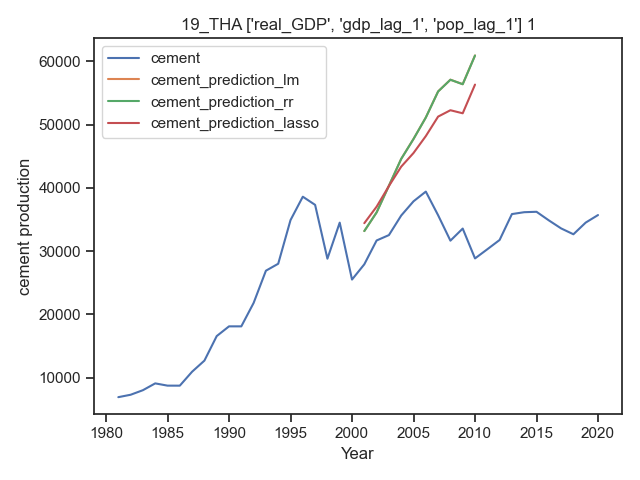 19_THA ['real_GDP', 'gdp_lag_1', 'pop_lag_1'] 1
cement
cement_prediction_lm
cement_prediction_rr
cement_prediction_lasso
60000
50000
40000
30000
20000
10000
cement production
1980 1985 1990 1995 2000 2005 2010 2015 2020
Year